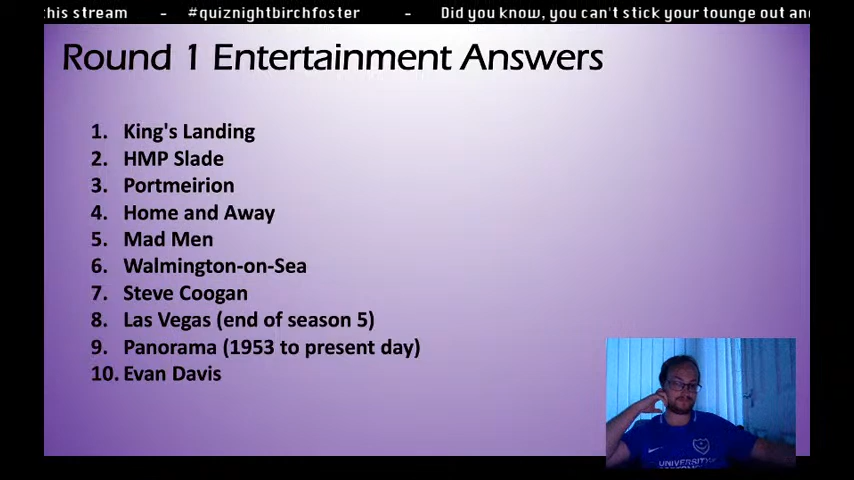 this stream - #quiznightbirchfoster - Did you know, you can't stick your tounge out and
Round 1 Entertainment Answers
1. King's Landing
2. HMP Slade
3. Portmeirion
4. Home and Away
5. Mad Men
6. Walmington-on-Sea
7. Steve Coogan
8. Las Vegas (end of season 5)
9. Panorama (1953 to present day)
10. Evan Davis
UNIVERSITY